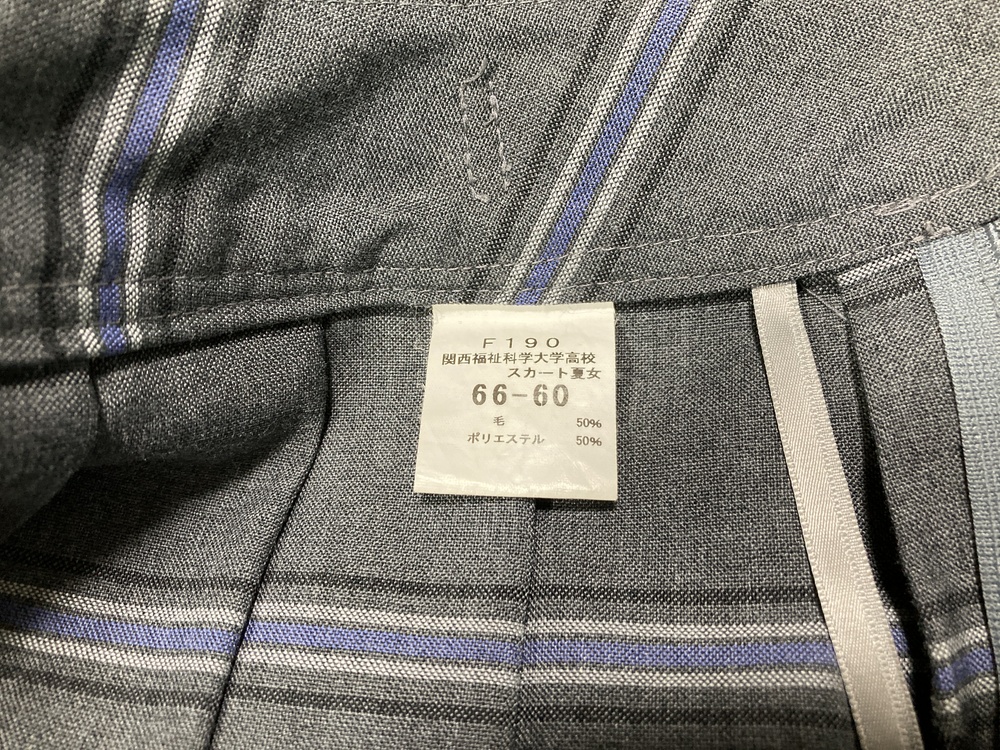 F190
関西福祉科学大学高校
スカート夏女
66-60
毛 50%
ポリエステル 50%